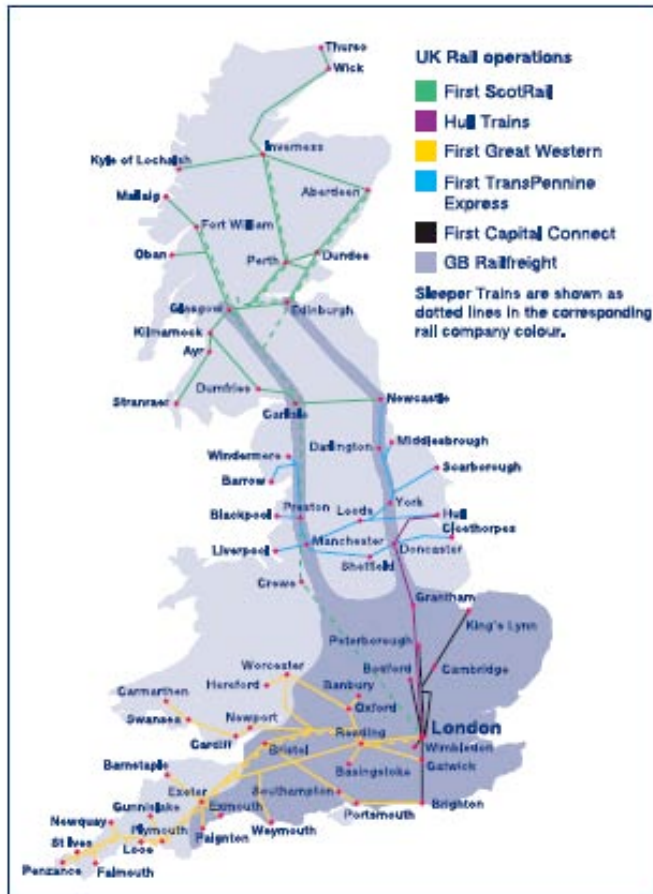 UK Rail operations
First ScotRail
Hull Trains
First Great Western
First TransPennine
Express
First Capital Connect
GB Railfreight
Sleeper Trains are shown as
dotted lines in the corresponding
rail company colour.
Thurso
Wick
Inverness
Kyle of Lochalsh
Aberdeen
Mallaig
Fort William
Oban
Perth
Dundee
Glasgow
Edinburgh
Kilmarnock
Ayr
Dumfries
Stranraer
Carlisle
Newcastle
Darlington
Middlesbrough
Windermere
Scarborough
Barrow
York
Preston
Leeds
Hull
Blackpool
Cleethorpes
Manchester
Liverpool
Doncaster
Sheffield
Crewe
Grantham
King's Lynn
Peterborough
Bedford
Cambridge
Worcester
Hereford
Banbury
Carmarthen
Oxford
Swansea
Newport
Reading
London
Cardiff
Bristol
Wimbledon
Gatwick
Barnstaple
Basingstoke
Exeter
Southampton
Gunnislake
Exmouth
Brighton
Newquay
Portsmouth
Plymouth
St Ives
Paignton
Weymouth
Looe
Penzance
Falmouth